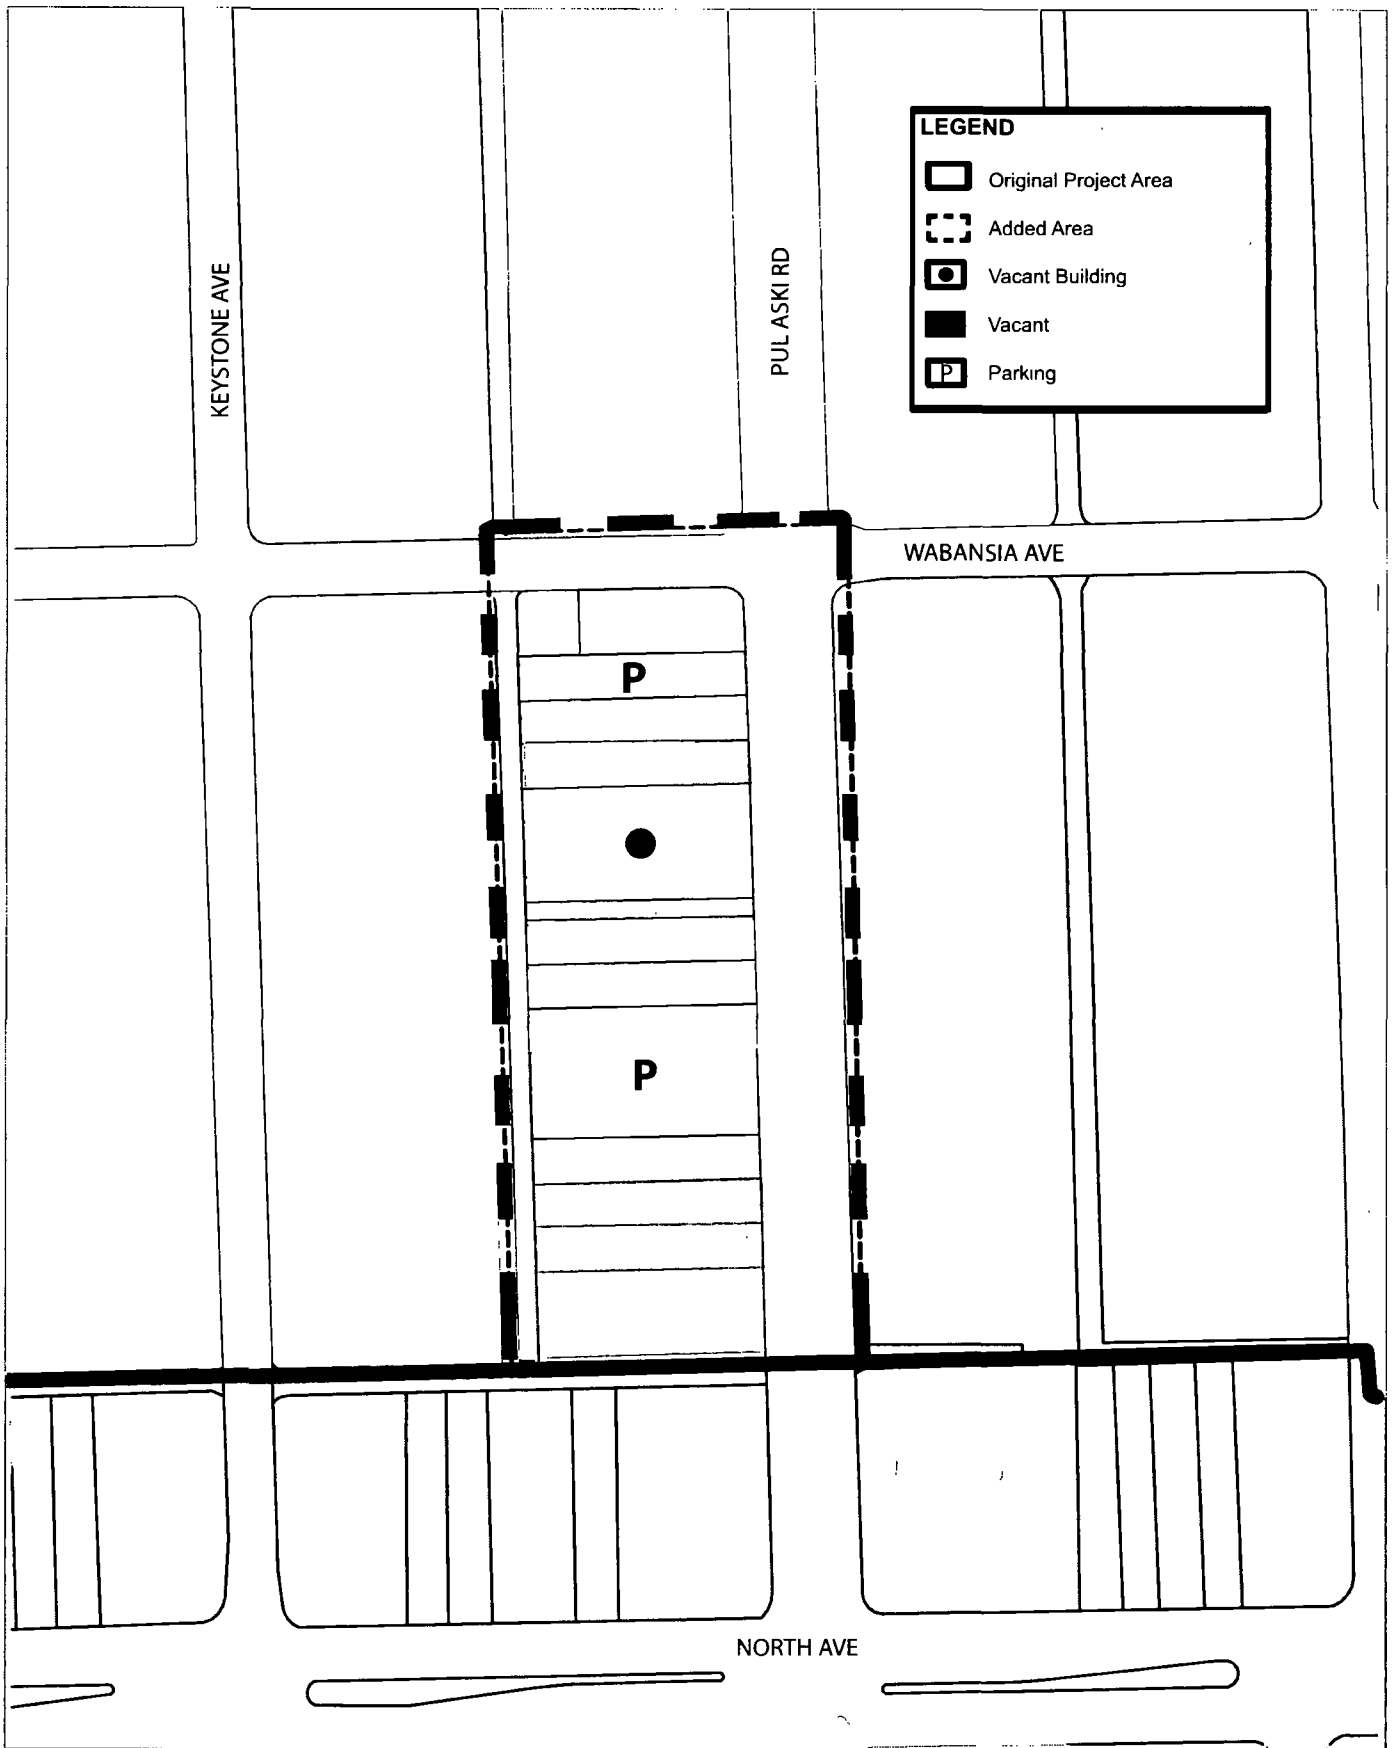 LEGEND
Original Project Area
Added Area
Vacant Building
Vacant
P Parking
KEYSTONE AVE
PUL ASKI RD
WABANSIA AVE
P
P
NORTH AVE